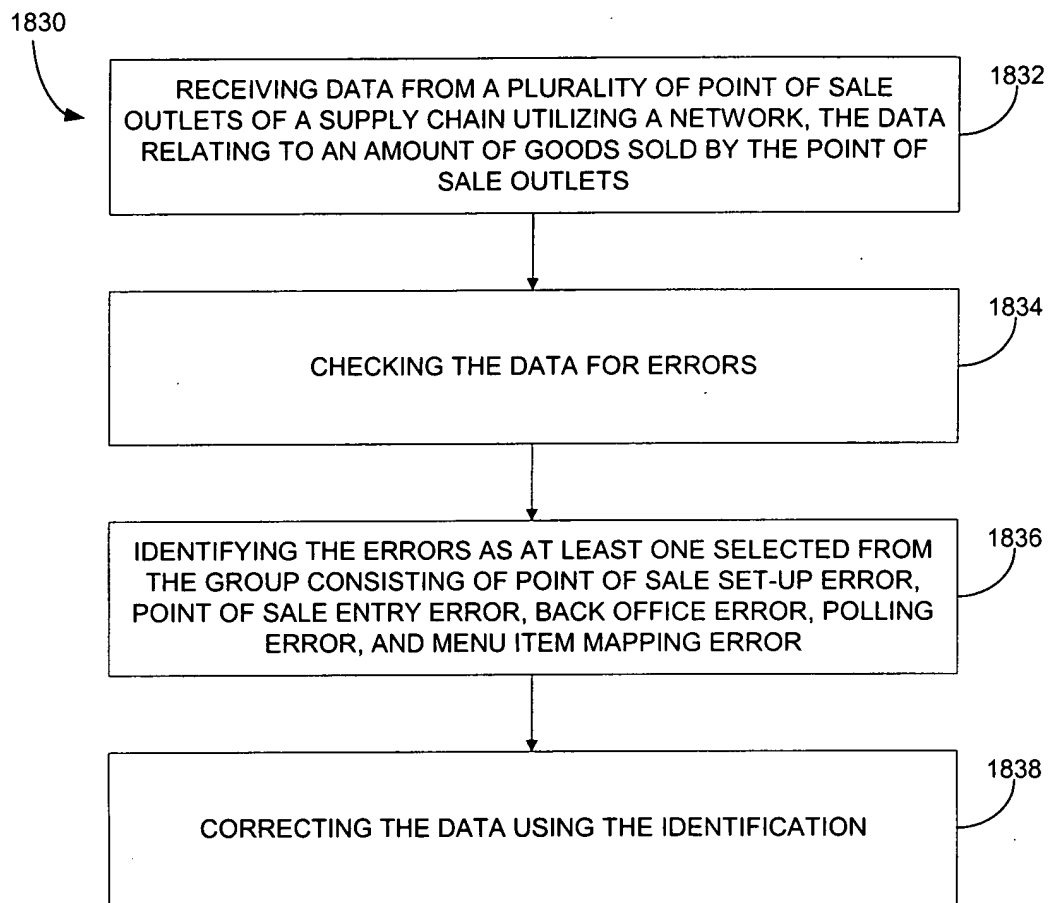 1830
RECEIVING DATA FROM A PLURALITY OF POINT OF SALE
OUTLETS OF A SUPPLY CHAIN UTILIZING A NETWORK, THE DATA
RELATING TO AN AMOUNT OF GOODS SOLD BY THE POINT OF
SALE OUTLETS
1832
CHECKING THE DATA FOR ERRORS
1834
IDENTIFYING THE ERRORS AS AT LEAST ONE SELECTED FROM
THE GROUP CONSISTING OF POINT OF SALE SET-UP ERROR,
POINT OF SALE ENTRY ERROR, BACK OFFICE ERROR, POLLING
ERROR, AND MENU ITEM MAPPING ERROR
1836
CORRECTING THE DATA USING THE IDENTIFICATION
1838